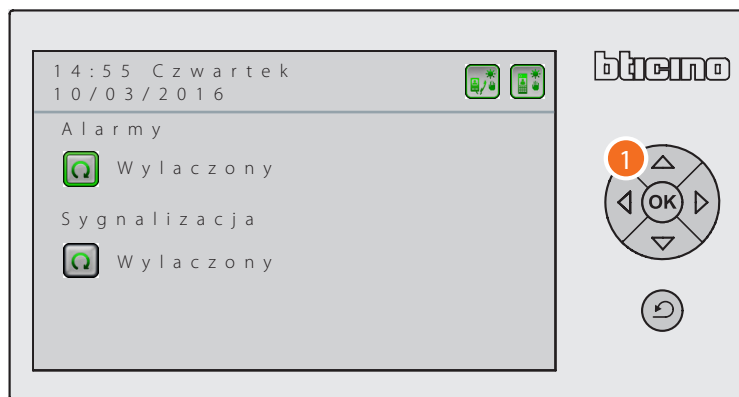 14:55 Czwartek
10/03/2016
bticino
Alarmy
Wylaczony
Sygnalizacja
Wylaczony
1
OK